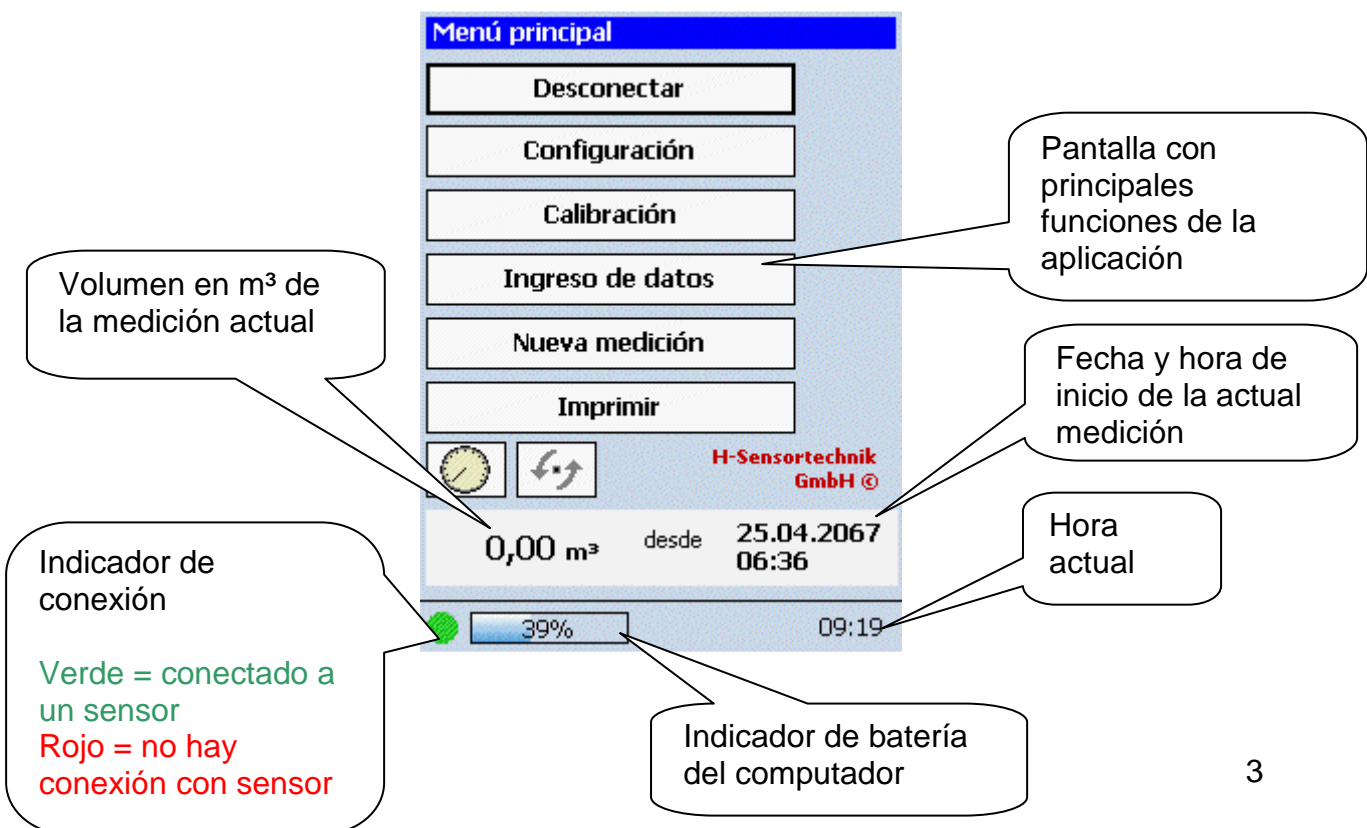 Menú principal
Desconectar
Configuración
Calibración
Ingreso de datos
Nueva medición
Imprimir
H-Sensortechnik
GmbH ©
0,00 m³
desde
25.04.2067
06:36
39%
09:19
Pantalla con
principales
funciones de la
aplicación
Volumen en m³ de
la medición actual
Fecha y hora de
inicio de la actual
medición
Hora
actual
Indicador de
conexión
Verde = conectado a
un sensor
Rojo = no hay
conexión con sensor
Indicador de batería
del computador
3